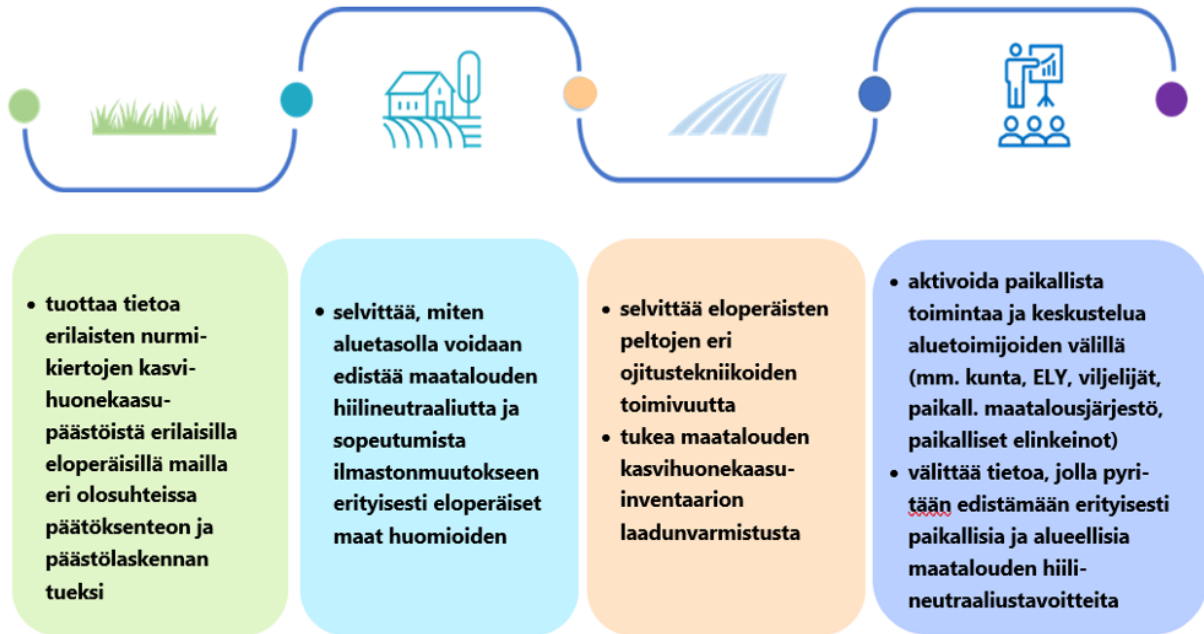 • tuottaa tietoa
erilaisten nurmi-
kiertojen kasvi-
huonekaasu-
päästöistä erilaisilla
eloperäisillä mailla
eri olosuhteissa
päätöksenteon ja
päästölaskennan
tueksi
• selvittää, miten
aluetasolla voidaan
edistää maatalouden
hiilineutraaliutta ja
sopeutumista
ilmastonmuutokseen
erityisesti eloperäiset
maat huomioiden
• selvittää eloperäisten
peltojen eri
ojitustekniikoiden
toimivuutta
• tukea maatalouden
kasvihuonekaasu-
inventaarion
laadunvarmistusta
• aktivoida paikallista
toimintaa ja keskustelua
aluetoimijoiden välillä
(mm. kunta, ELY, viljelijät,
paikall. maatalousjärjestö,
paikalliset elinkeinot)
• välittää tietoa, jolla pyri-
tään edistämään erityisesti
paikallisia ja alueellisia
maatalouden hiili-
neutraaliustavoitteita